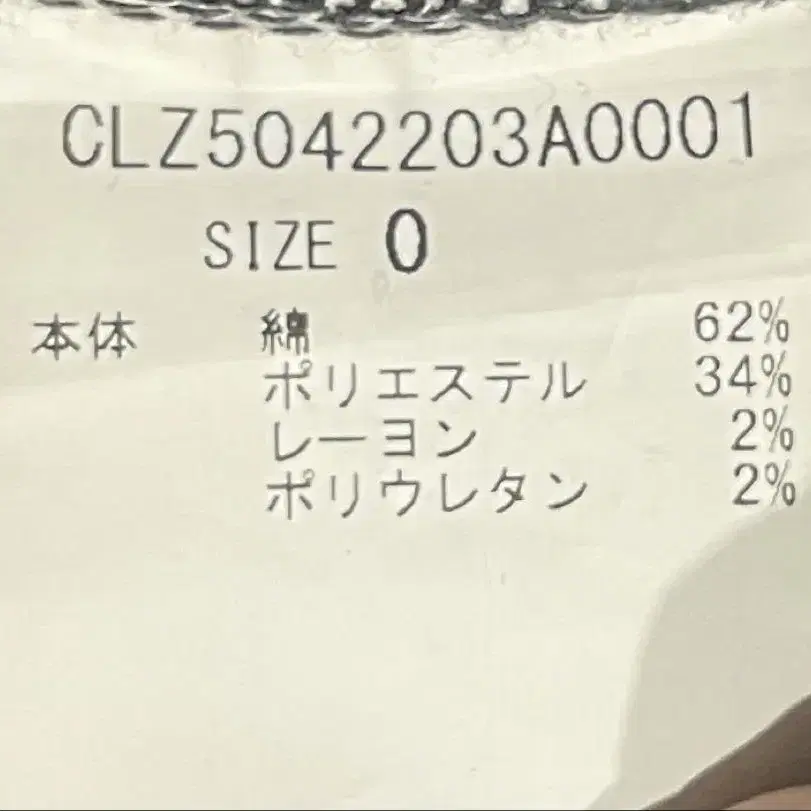 CLZ5042203A0001
SIZE 0
本体 綿 62%
ポリエステル 34%
レーヨン 2%
ポリウレタン 2%